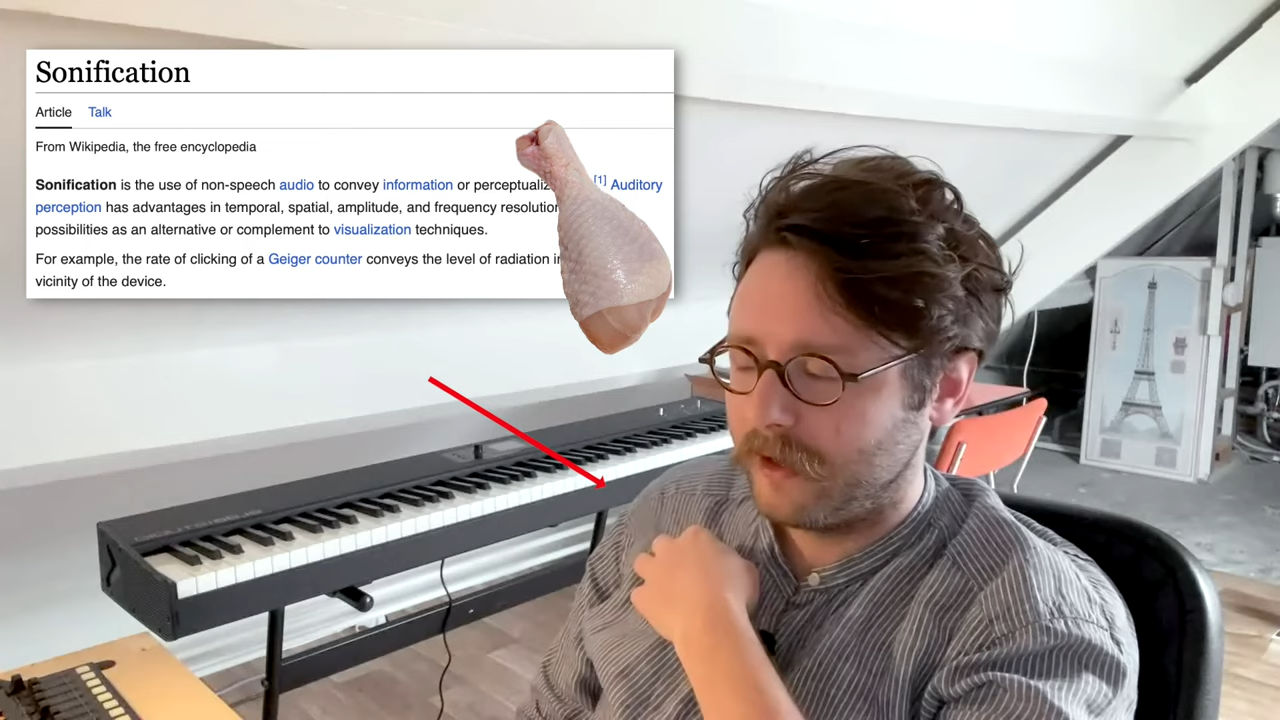 Sonification
Article Talk
From Wikipedia, the free encyclopedia
Sonification is the use of non-speech audio to convey information or [1] Auditory
perception has advantages in temporal, spatial, amplitude, and frequency
possibilities as an alternative or complement to visualization techniques.
For example, the rate of clicking of a Geiger counter conveys the level of radiation
vicinity of the device.